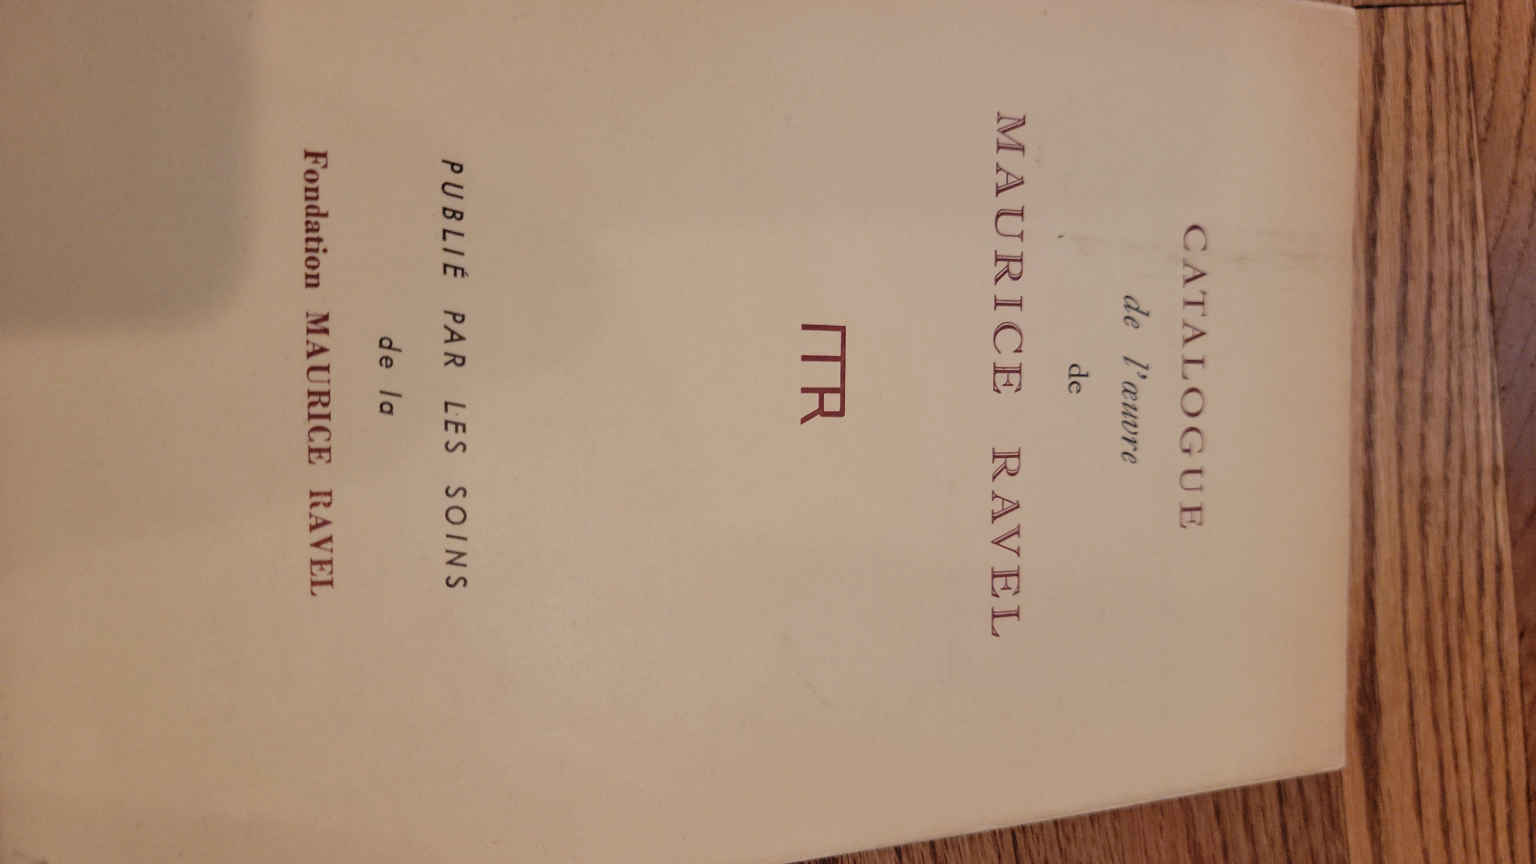 CATALOGUE
de l'œuvre
de
MAURICE RAVEL
MR
PUBLIÉ PAR LES SOINS
de la
Fondation MAURICE RAVEL